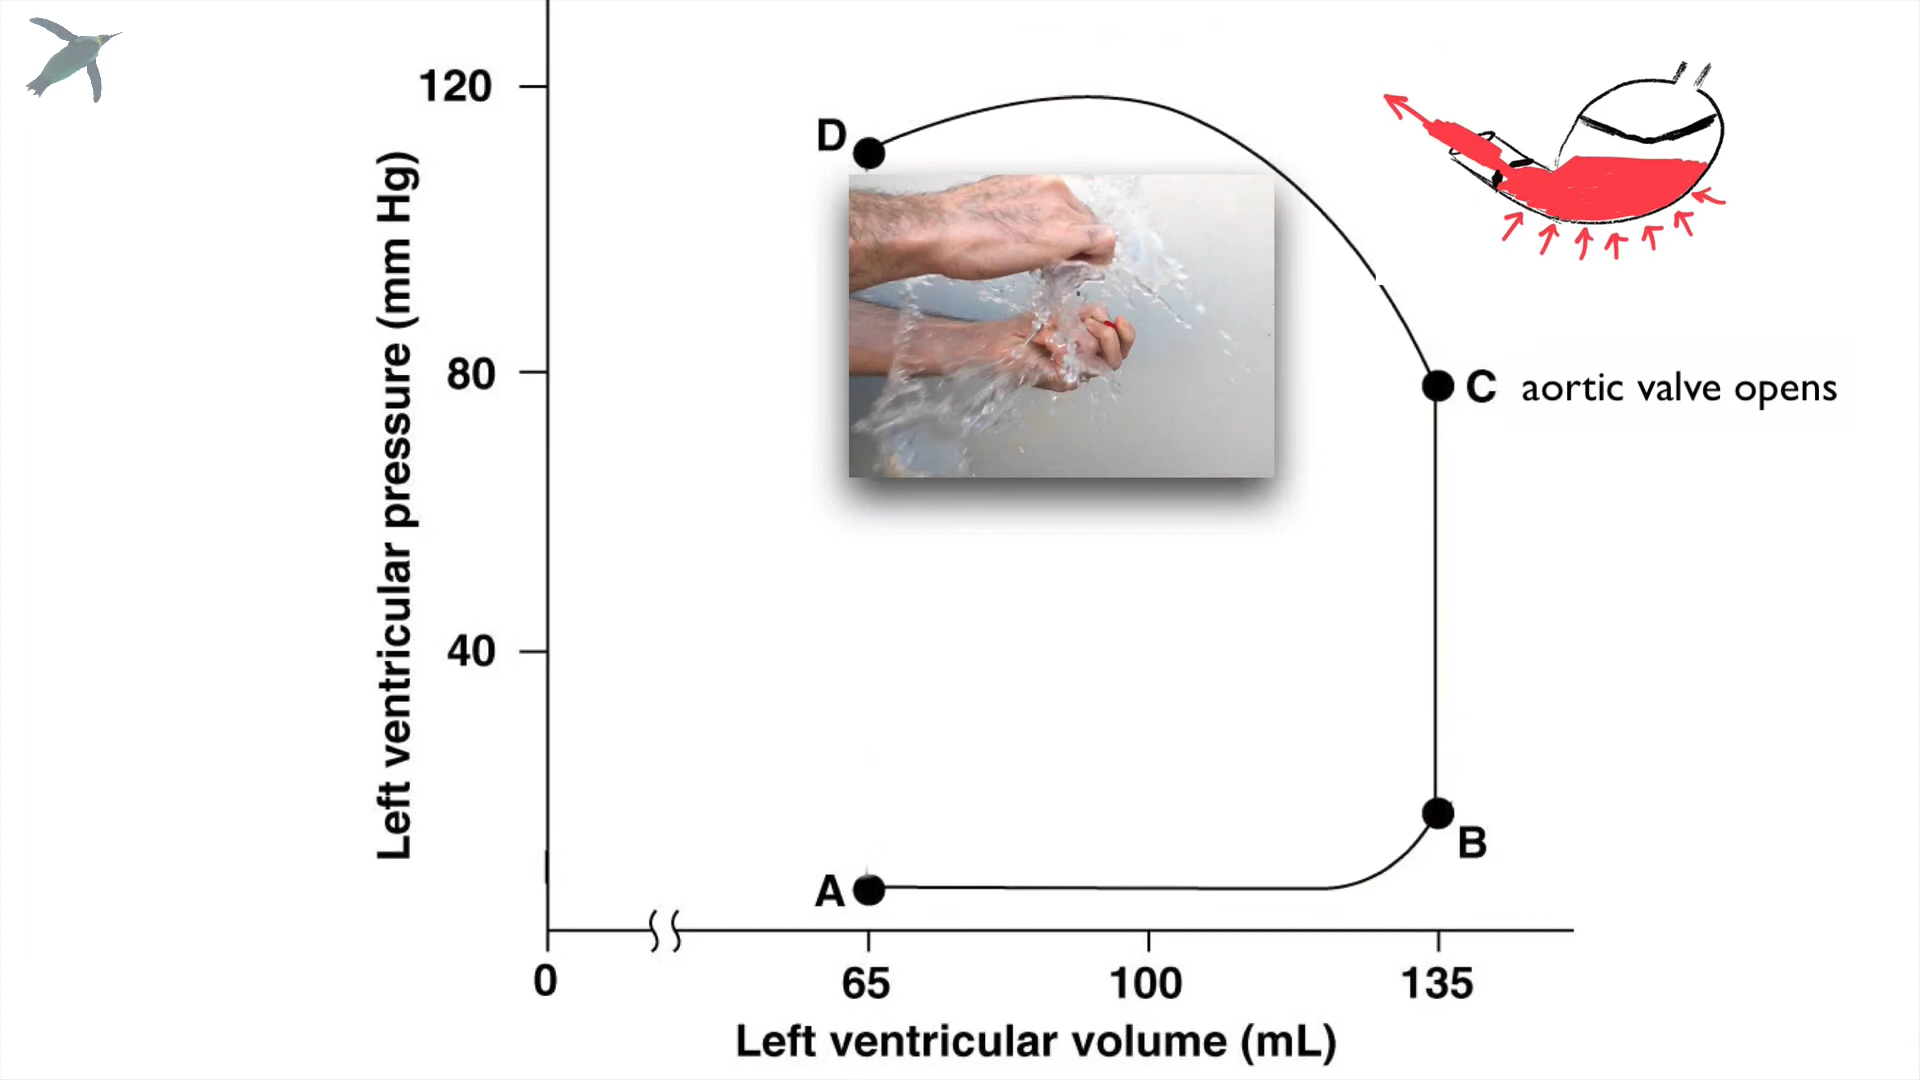 120
D
80
C aortic valve opens
Left ventricular pressure (mm Hg)
40
B
A
0 65 100 135
Left ventricular volume (mL)